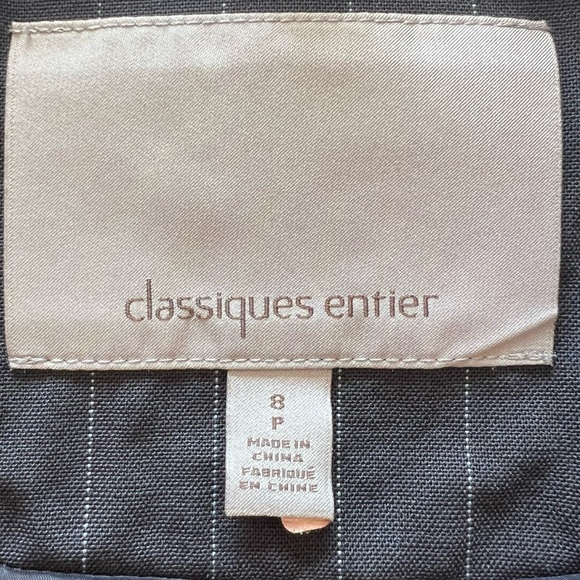 classiques entier
8
P
MADE IN
CHINA
FABRIQUÉ
EN CHINE